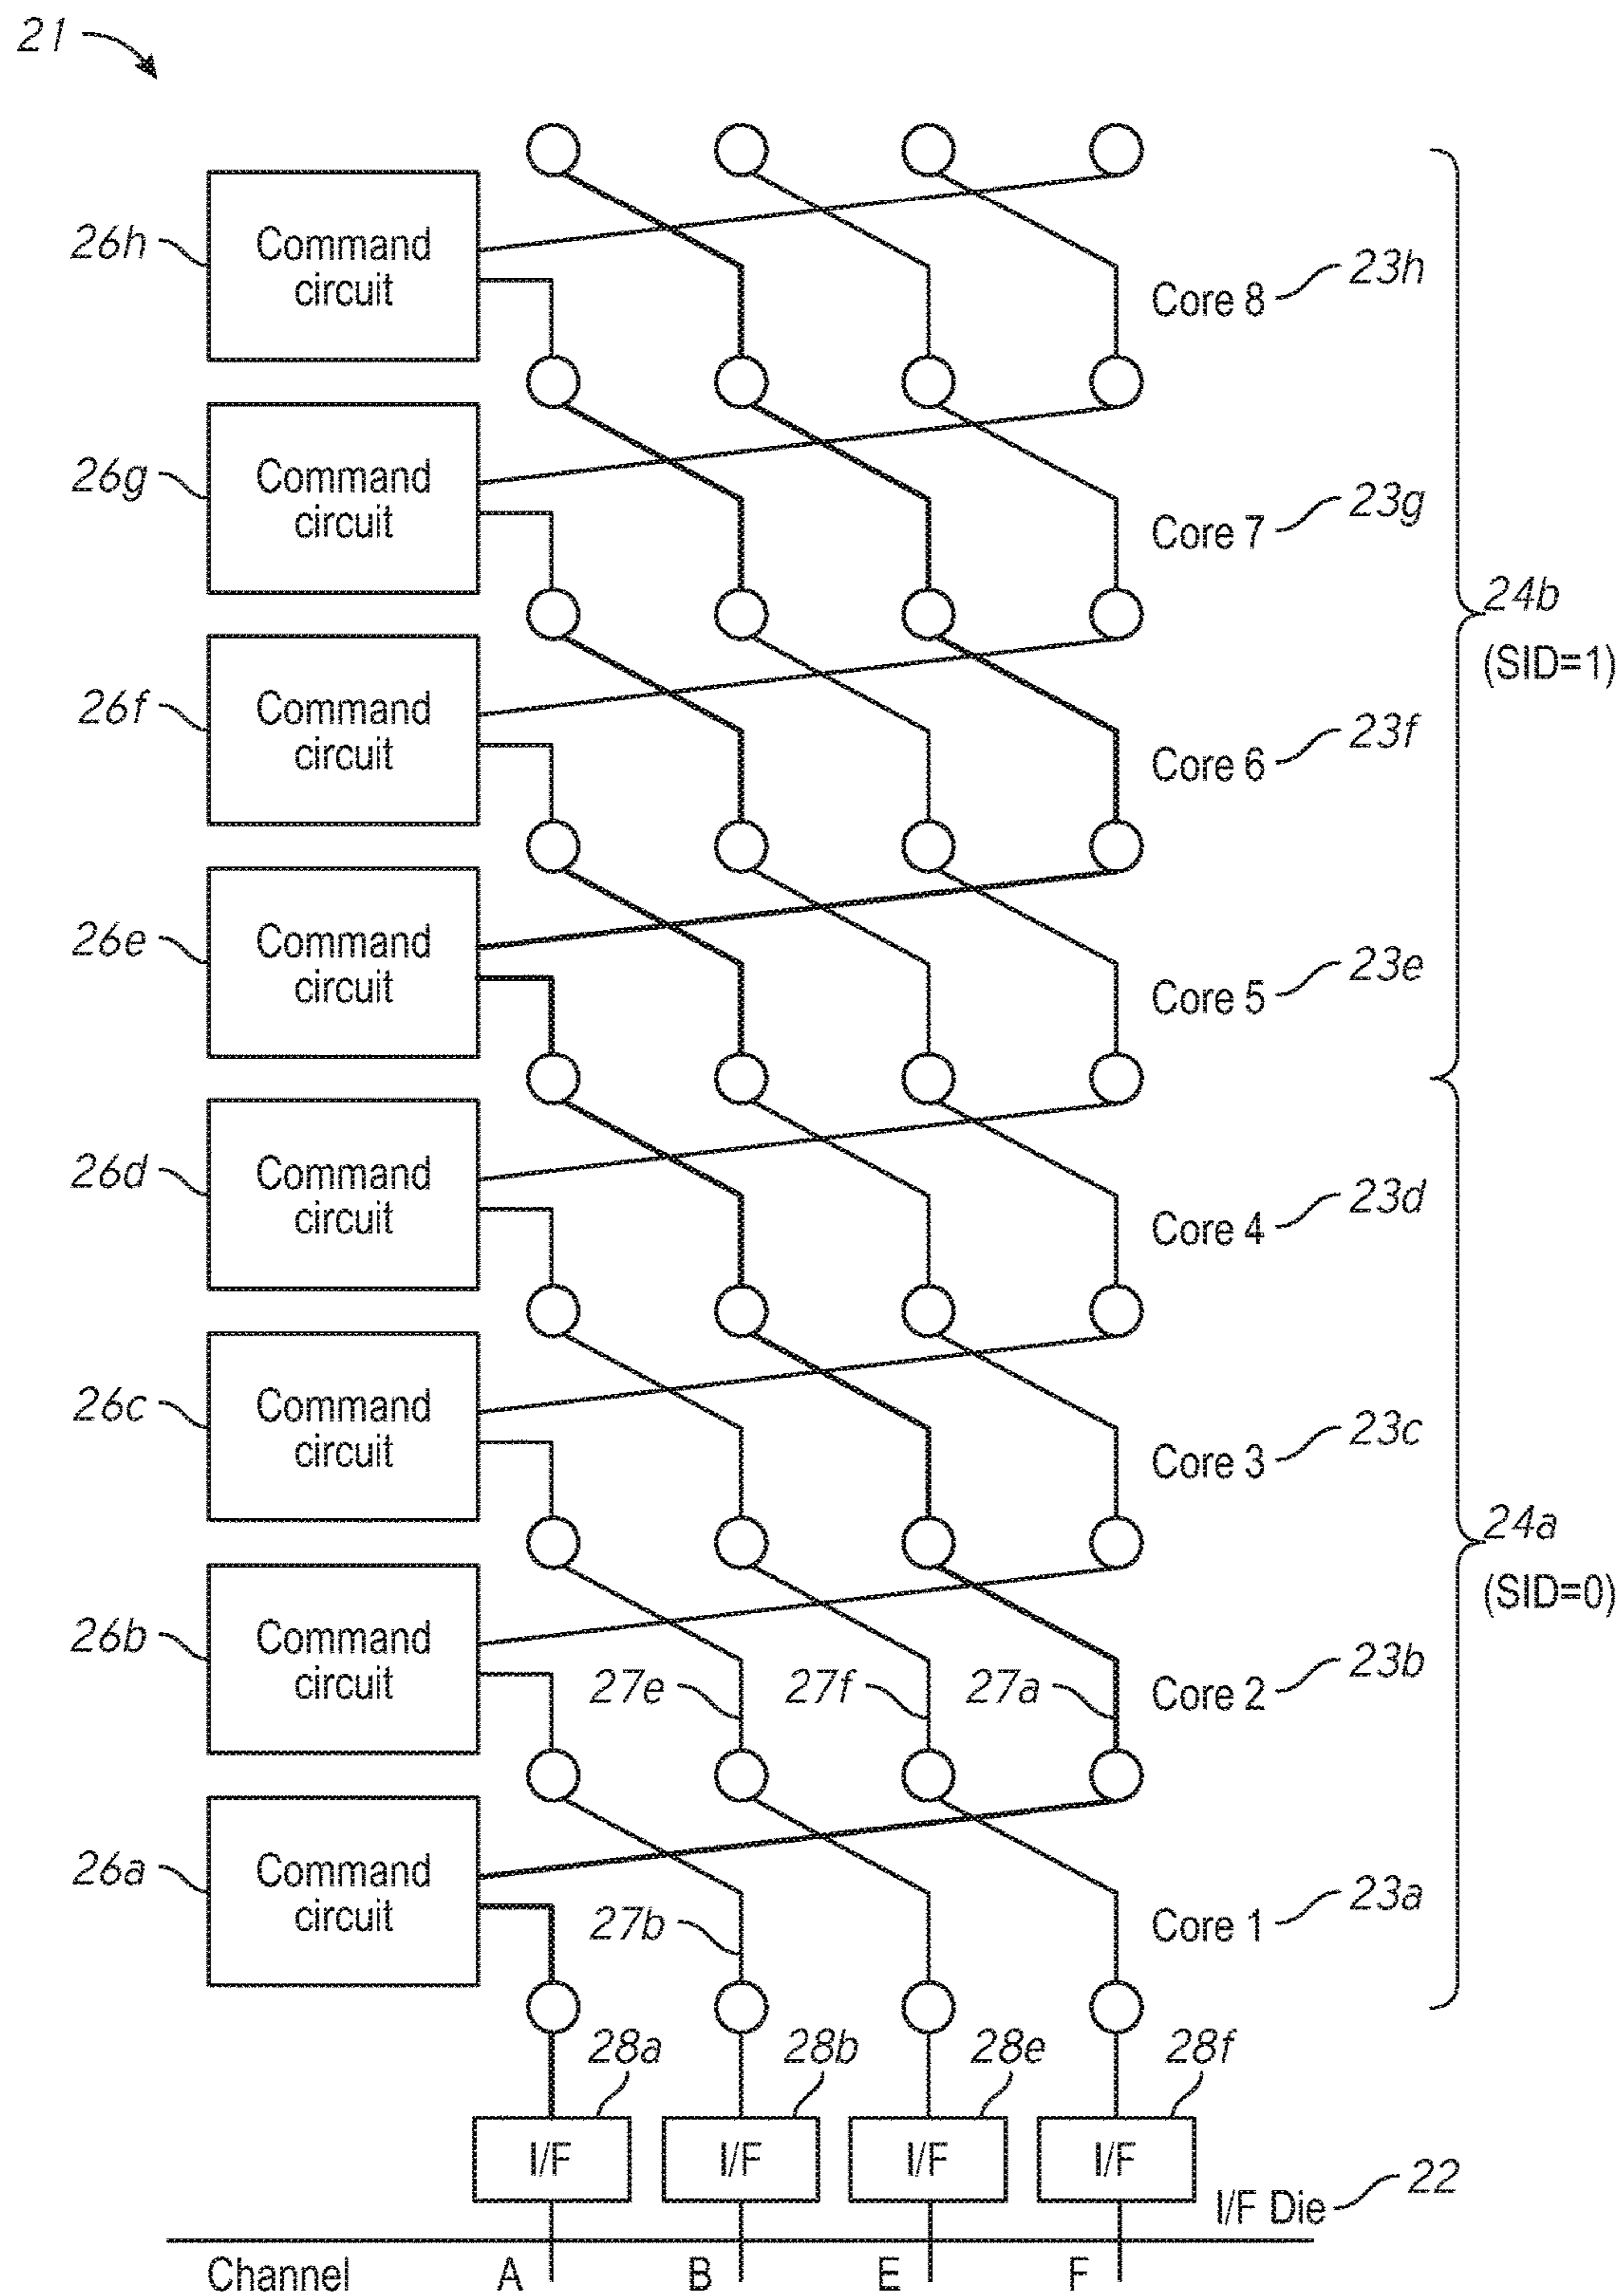 21
26h
Command
circuit
Core 8
23h
26g
Command
circuit
Core 7
23g
24b
(SID=1)
26f
Command
circuit
Core 6
23f
26e
Command
circuit
Core 5
23e
26d
Command
circuit
Core 4
23d
26c
Command
circuit
Core 3
23c
24a
(SID=0)
26b
Command
circuit
27e
27f
27a
Core 2
23b
26a
Command
circuit
27b
Core 1
23a
28a
28b
28e
28f
I/F
I/F
I/F
I/F
I/F Die
22
Channel
A
B
E
F